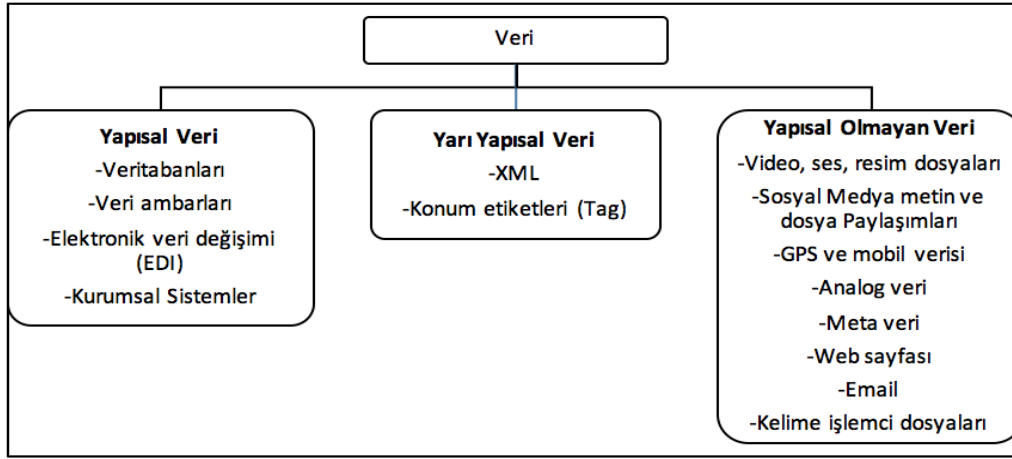 Veri
Yapısal Veri
-Veritabanları
-Veri ambarları
-Elektronik veri değişimi
(EDI)
-Kurumsal Sistemler
Yarı Yapısal Veri
-XML
-Konum etiketleri (Tag)
Yapısal Olmayan Veri
-Video, ses, resim dosyaları
-Sosyal Medya metin ve
dosya Paylaşımları
-GPS ve mobil verisi
-Analog veri
-Meta veri
-Web sayfası
-Email
-Kelime işlemci dosyaları